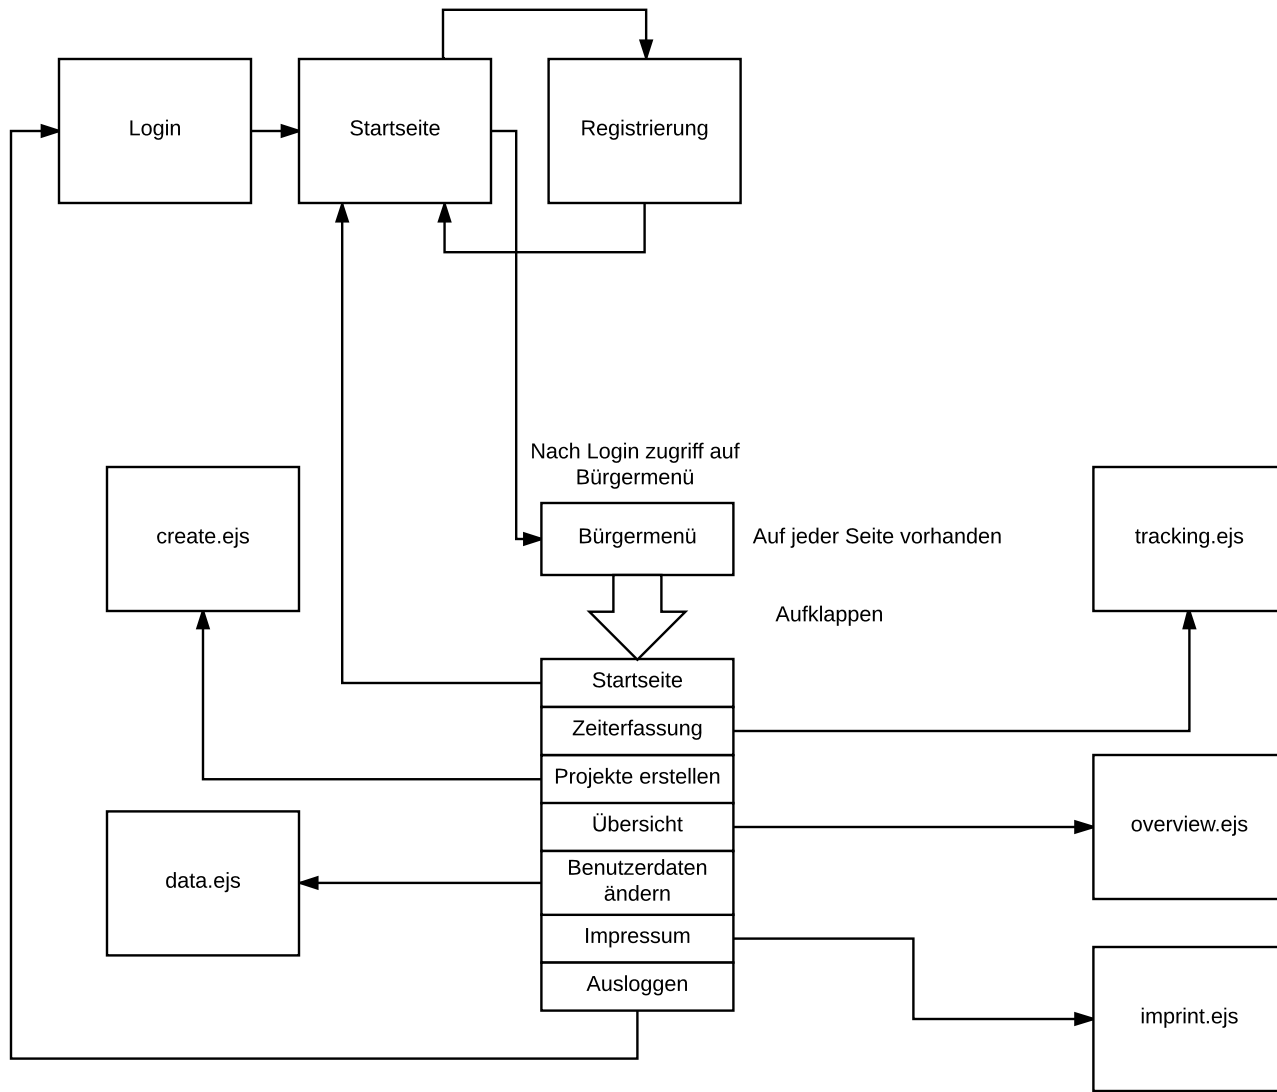 Login
Startseite
Registrierung
Nach Login zugriff auf
Bürgermenü
create.ejs
Bürgermenü
Auf jeder Seite vorhanden
tracking.ejs
Aufklappen
Startseite
Zeiterfassung
Projekte erstellen
Übersicht
overview.ejs
Benutzerdaten
ändern
data.ejs
Impressum
Ausloggen
imprint.ejs